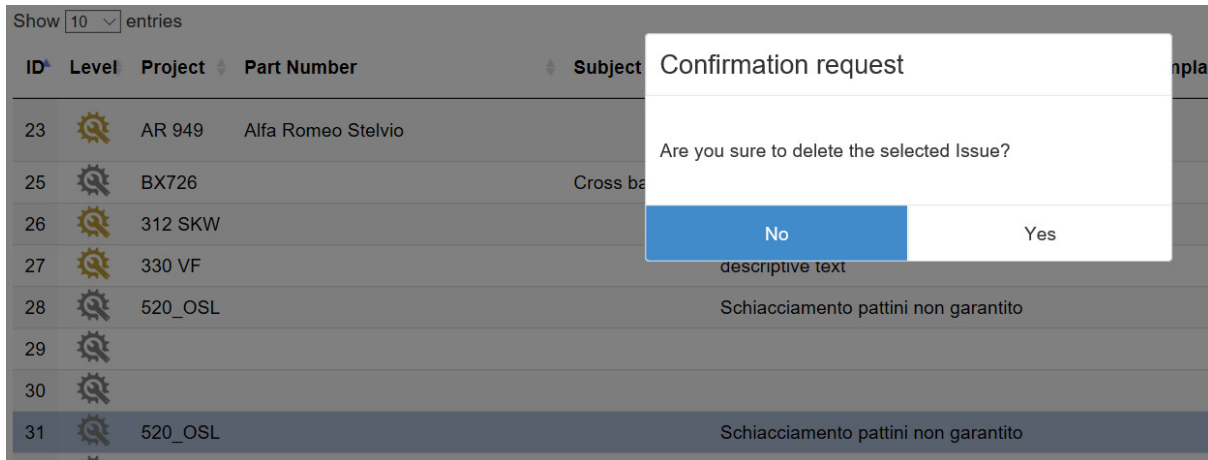 Show 10 entries
ID Level Project Part Number Subject
Confirmation request
23 AR 949 Alfa Romeo Stelvio
Are you sure to delete the selected Issue?
25 BX726 Cross ba
26 312 SKW
No Yes
27 330 VF descriptive text
28 520_OSL Schiacciamento pattini non garantito
29
30
31 520_OSL Schiacciamento pattini non garantito